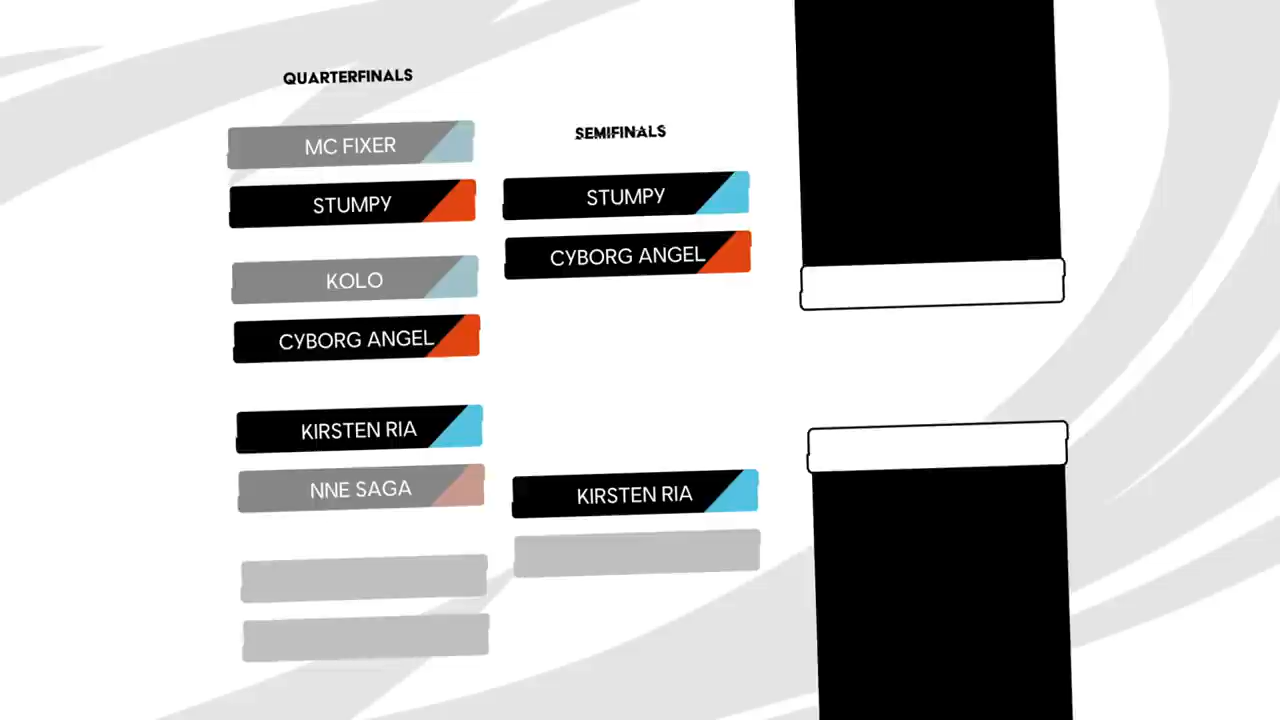 QUARTERFINALS
MC FIXER
STUMPY
KOLO
CYBORG ANGEL
KIRSTEN RIA
NNE SAGA
SEMIFINALS
STUMPY
CYBORG ANGEL
KIRSTEN RIA